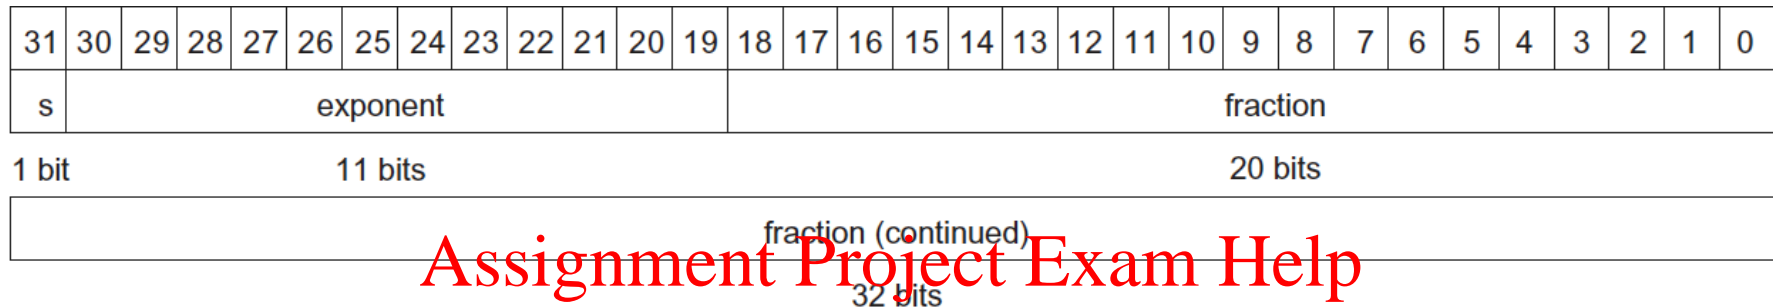 31 30 29 28 27 26 25 24 23 22 21 20 19 18 17 16 15 14 13 12 11 10 9 8 7 6 5 4 3 2 1 0
s exponent fraction
1 bit 11 bits 20 bits
fraction (continued)
Assignment Project Exam Help
32 bits